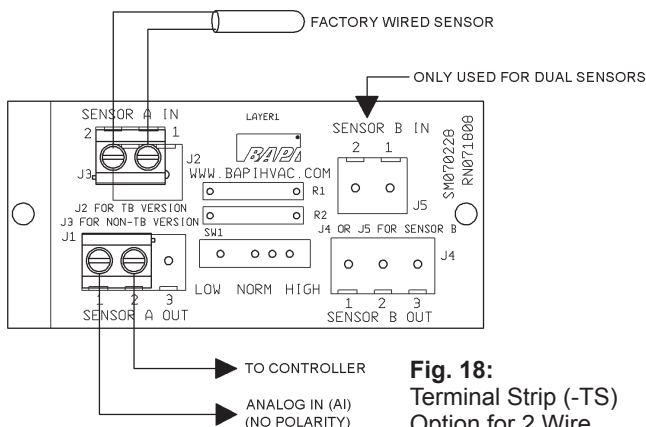 FACTORY WIRED SENSOR
ONLY USED FOR DUAL SENSORS
SENSOR A IN
2 1
LAYER1
SENSOR B IN
2 1
SM070228
RN071808
BAPI
J3 J2
WWW.BAPIHVAC.COM
R1
J5
J2 FOR TB VERSION
J3 FOR NON-TB VERSION
R2
J4 OR J5 FOR SENSOR B
J1
SW1
J4
LOW NORM HIGH
1 2 3
SENSOR A OUT
1 2 3
SENSOR B OUT
TO CONTROLLER
ANALOG IN (AI)
(NO POLARITY)
Fig. 18:
Terminal Strip (-TS)
Option for 2 Wire